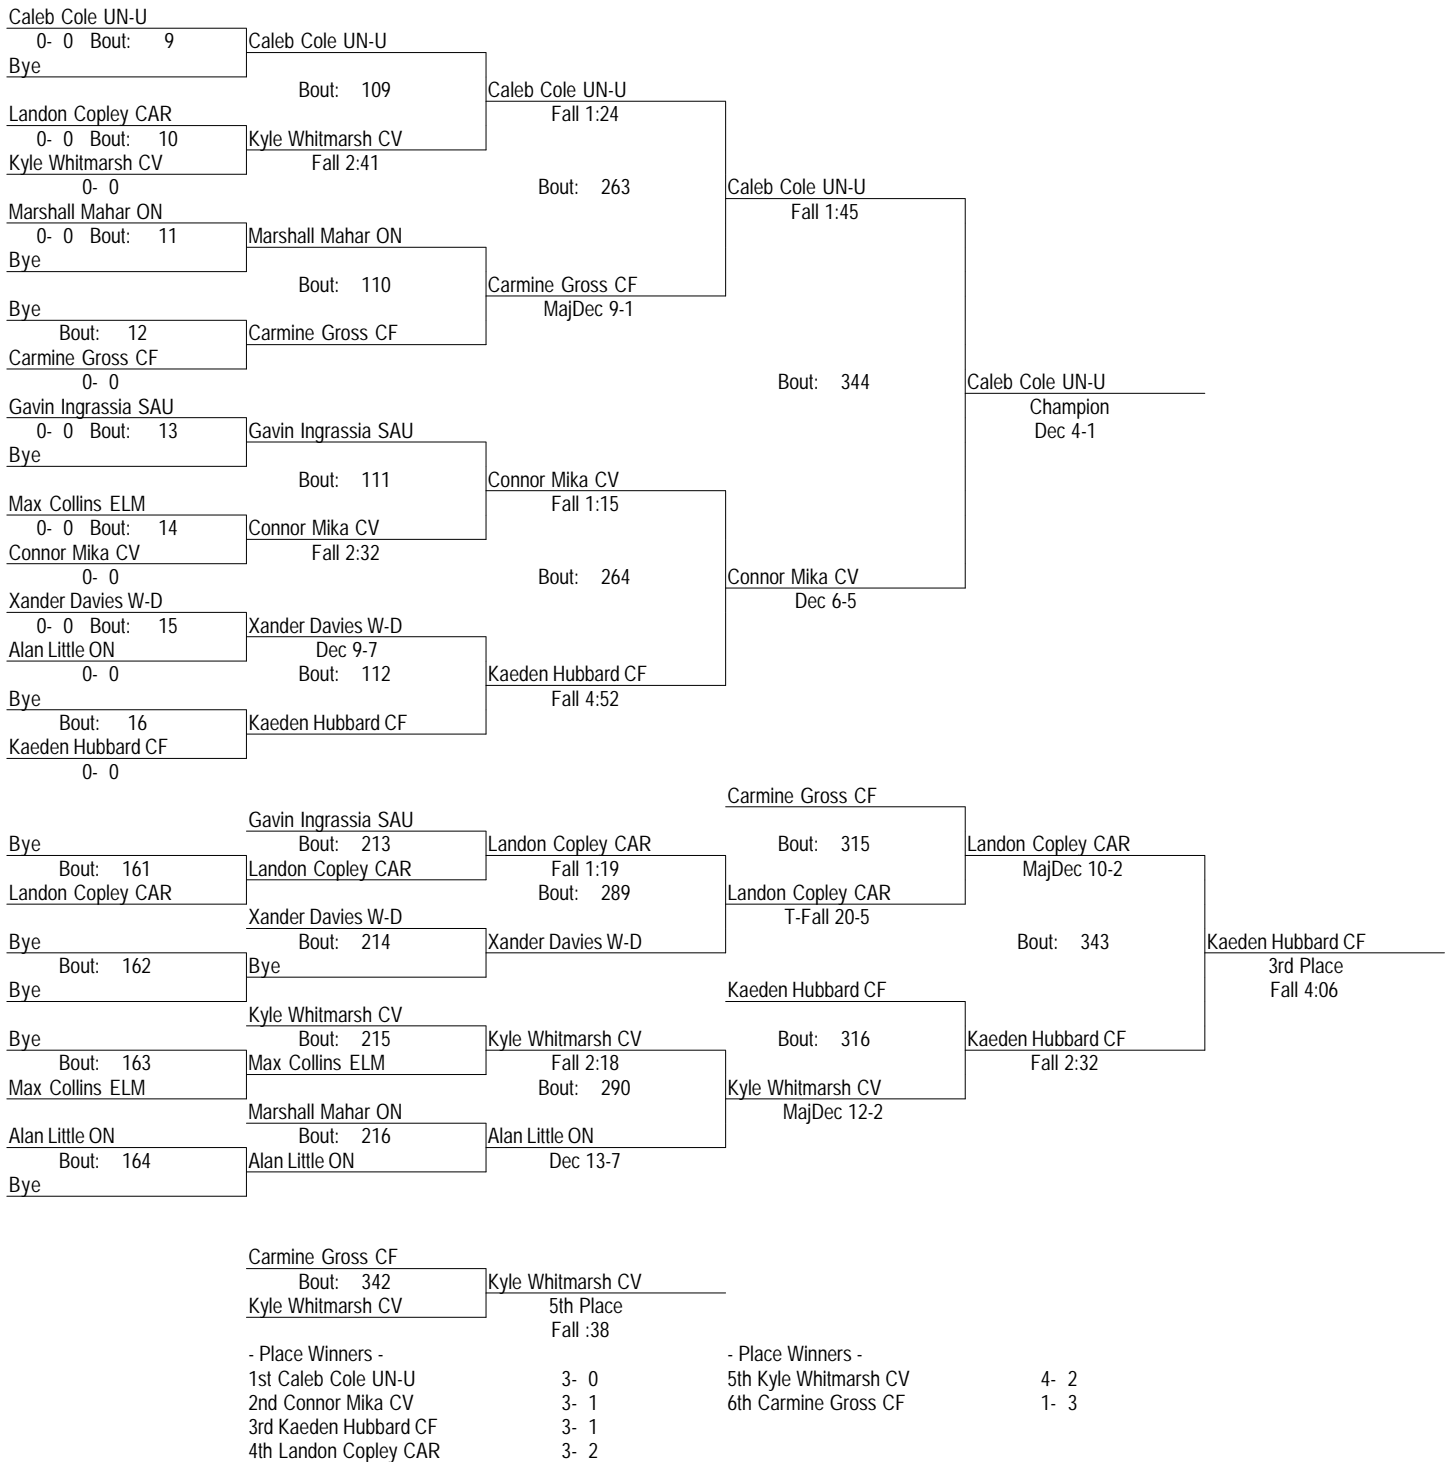 Caleb Cole UN-U
0- 0 Bout: 9 Caleb Cole UN-U
Bye
Bout: 109 Caleb Cole UN-U
Landon Copley CAR Fall 1:24
0- 0 Bout: 10 Kyle Whitmarsh CV
Kyle Whitmarsh CV Fall 2:41
0- 0 Bout: 263 Caleb Cole UN-U
Marshall Mahar ON Fall 1:45
0- 0 Bout: 11 Marshall Mahar ON
Bye
Bout: 110 Carmine Gross CF
Bye MajDec 9-1
Bout: 12 Carmine Gross CF
Carmine Gross CF
0- 0 Bout: 344 Caleb Cole UN-U
Gavin Ingrassia SAU Champion
0- 0 Bout: 13 Gavin Ingrassia SAU Dec 4-1
Bye
Bout: 111 Connor Mika CV
Max Collins ELM Fall 1:15
0- 0 Bout: 14 Connor Mika CV
Connor Mika CV Fall 2:32
0- 0 Bout: 264 Connor Mika CV
Xander Davies W-D Dec 6-5
0- 0 Bout: 15 Xander Davies W-D
Alan Little ON Dec 9-7
0- 0 Bout: 112 Kaeden Hubbard CF
Bye Fall 4:52
Bout: 16 Kaeden Hubbard CF
Kaeden Hubbard CF
0- 0
Carmine Gross CF
Gavin Ingrassia SAU
Bye Bout: 213 Landon Copley CAR Bout: 315 Landon Copley CAR
Bout: 161 Landon Copley CAR Fall 1:19 MajDec 10-2
Landon Copley CAR Bout: 289 Landon Copley CAR
Xander Davies W-D T-Fall 20-5
Bye Bout: 214 Xander Davies W-D Bout: 343 Kaeden Hubbard CF
Bout: 162 Bye 3rd Place
Bye Kaeden Hubbard CF Fall 4:06
Kyle Whitmarsh CV
Bye Bout: 215 Kyle Whitmarsh CV Bout: 316 Kaeden Hubbard CF
Bout: 163 Max Collins ELM Fall 2:18 Fall 2:32
Max Collins ELM Bout: 290 Kyle Whitmarsh CV
Marshall Mahar ON MajDec 12-2
Alan Little ON Bout: 216 Alan Little ON
Bout: 164 Alan Little ON Dec 13-7
Bye
Carmine Gross CF
Bout: 342 Kyle Whitmarsh CV
Kyle Whitmarsh CV 5th Place
Fall :38
- Place Winners - - Place Winners -
1st Caleb Cole UN-U 3- 0 5th Kyle Whitmarsh CV 4- 2
2nd Connor Mika CV 3- 1 6th Carmine Gross CF 1- 3
3rd Kaeden Hubbard CF 3- 1
4th Landon Copley CAR 3- 2